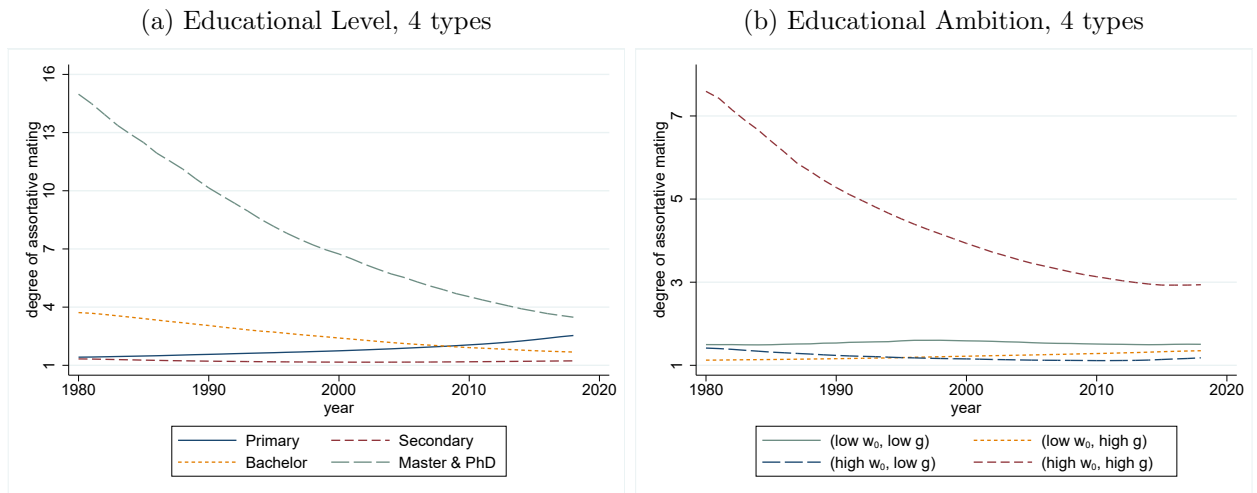 (a) Educational Level, 4 types
degree of assortative mating
16
13
10
7
4
1
1980
1990
2000
2010
2020
year
Primary
Secondary
Bachelor
Master & PhD
(b) Educational Ambition, 4 types
degree of assortative mating
7
5
3
1
1980
1990
2000
2010
2020
year
(low w₀, low g)
(low w₀, high g)
(high w₀, low g)
(high w₀, high g)